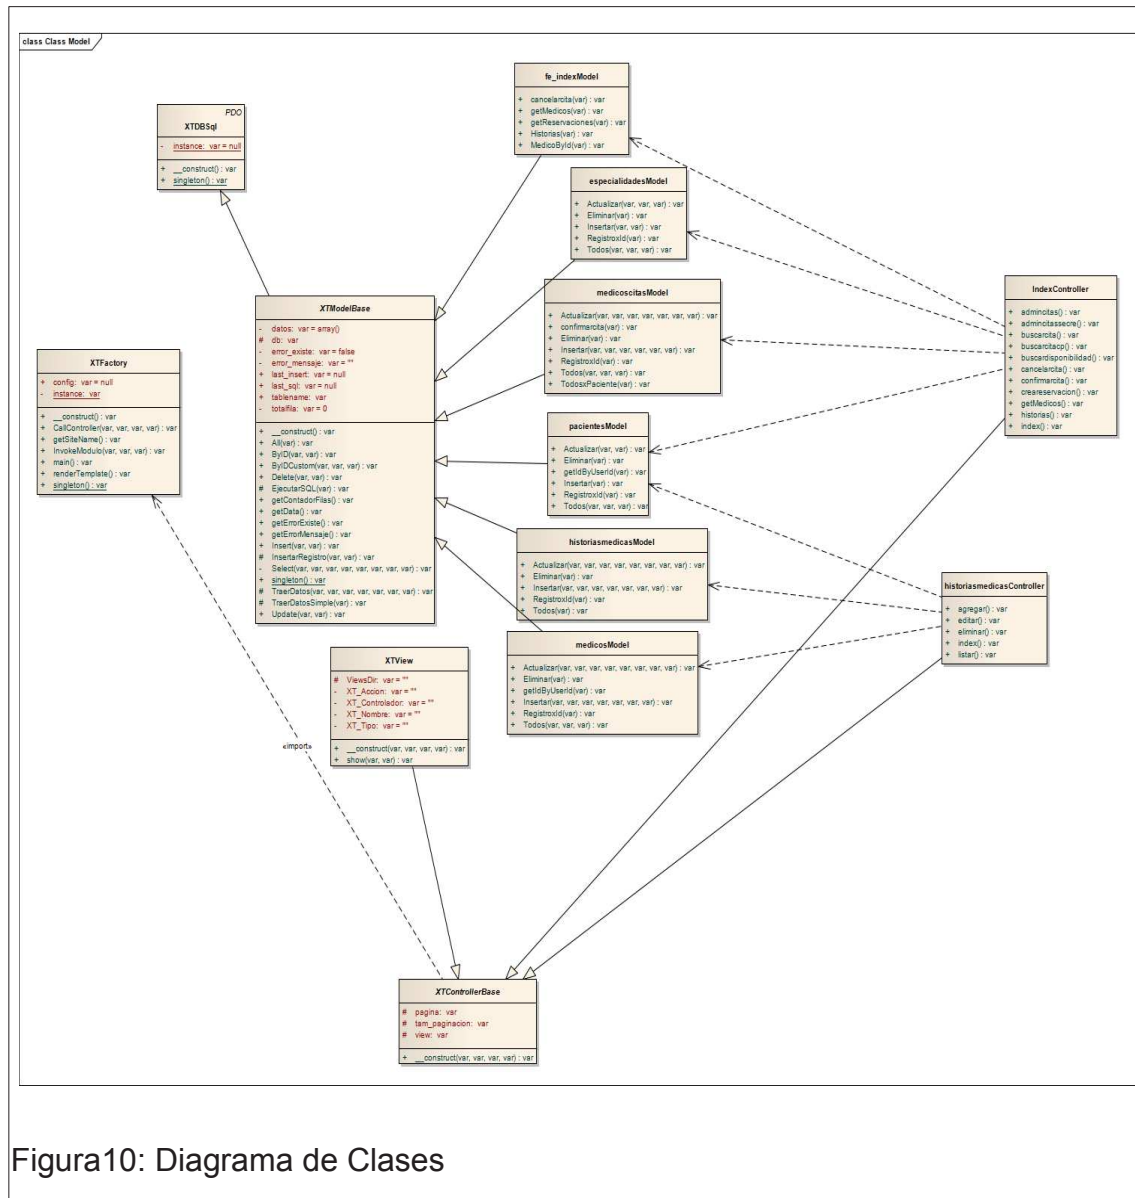 class Class Model
fe_indexModel
+ cancelarcita(var) : var
+ getMedicos(var) : var
+ getReservaciones(var) : var
+ Historias(var) : var
+ MedicoById(var) : var
PDO
XTDBSql
- instance: var = null
+ __construct() : var
+ singleton() : var
especialidadesModel
+ Actualizar(var, var, var) : var
+ Eliminar(var) : var
+ Insertar(var, var) : var
+ RegistroxId(var) : var
+ Todos(var, var, var) : var
medicoscitasModel
+ Actualizar(var, var, var, var, var, var, var) : var
+ confirmarcita(var) : var
+ Eliminar(var) : var
+ Insertar(var, var, var, var, var, var) : var
+ RegistroxId(var) : var
+ Todos(var, var, var) : var
+ TodosxPaciente(var) : var
IndexController
+ admincitas() : var
+ admincitassecre() : var
+ buscarcita() : var
+ buscarcitacp() : var
+ buscardisponibilidad() : var
+ cancelarcita() : var
+ confirmarcita() : var
+ creareservacion() : var
+ getMedicos() : var
+ historias() : var
+ index() : var
XTModelBase
- datos: var = array()
# db: var
- error_existe: var = false
- error_mensaje: var = ""
+ last_insert: var = null
+ last_sql: var = null
+ tablename: var
- totalfila: var = 0
+ __construct() : var
+ All(var) : var
+ ByID(var, var) : var
+ ByIDCustom(var, var, var) : var
+ Delete(var, var) : var
# EjecutarSQL(var) : var
+ getContadorFilas() : var
+ getData() : var
+ getErrorExiste() : var
+ getErrorMensaje() : var
+ Insert(var, var) : var
# InsertarRegistro(var, var) : var
- Select(var, var, var, var, var, var, var, var) : var
+ singleton() : var
# TraerDatos(var, var, var, var, var, var, var) : var
# TraerDatosSimple(var) : var
+ Update(var, var) : var
XTFactory
+ config: var = null
- instance: var
+ __construct() : var
+ CallController(var, var, var, var) : var
+ getSiteName() : var
+ InvokeModulo(var, var, var) : var
+ main() : var
+ renderTemplate() : var
+ singleton() : var
pacientesModel
+ Actualizar(var, var) : var
+ Eliminar(var) : var
+ getIdByUserId(var) : var
+ Insertar(var) : var
+ RegistroxId(var) : var
+ Todos(var, var, var) : var
historiasmedicasModel
+ Actualizar(var, var, var, var, var, var, var, var) : var
+ Eliminar(var) : var
+ Insertar(var, var, var, var, var, var, var) : var
+ RegistroxId(var) : var
+ Todos(var) : var
historiasmedicasController
+ agregar() : var
+ editar() : var
+ eliminar() : var
+ index() : var
+ listar() : var
medicosModel
+ Actualizar(var, var, var, var, var, var, var, var) : var
+ Eliminar(var) : var
+ getIdByUserId(var) : var
+ Insertar(var, var, var, var, var, var, var, var) : var
+ RegistroxId(var) : var
+ Todos(var, var, var) : var
XTView
# ViewsDir: var = ""
- XT_Accion: var = ""
- XT_Controlador: var = ""
- XT_Nombre: var = ""
- XT_Tipo: var = ""
+ __construct(var, var, var, var) : var
+ show(var, var) : var
«import»
XTControllerBase
# pagina: var
# tam_paginacion: var
# view: var
+ __construct(var, var, var, var) : var
Figura10: Diagrama de Clases